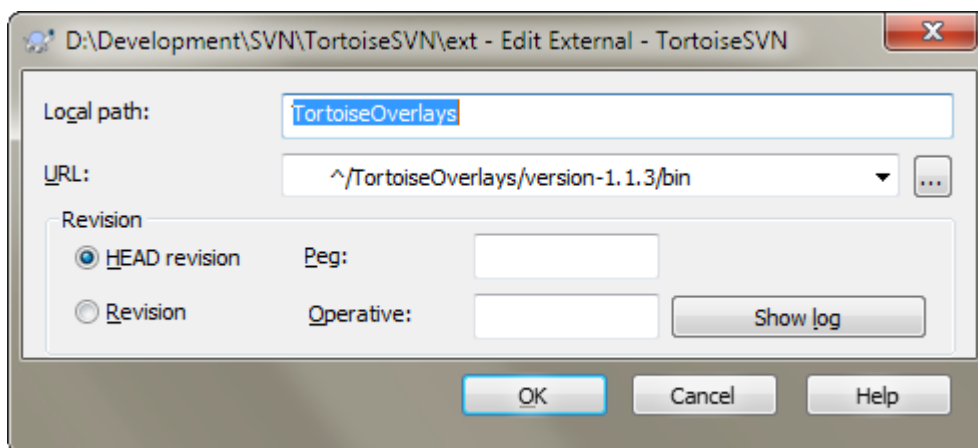 D:\Development\SVN\TortoiseSVN\ext - Edit External - TortoiseSVN
Local path: TortoiseOverlays
URL: ^/TortoiseOverlays/version-1.1.3/bin ...
Revision
HEAD revision Peg:
Revision Operative: Show log
OK Cancel Help